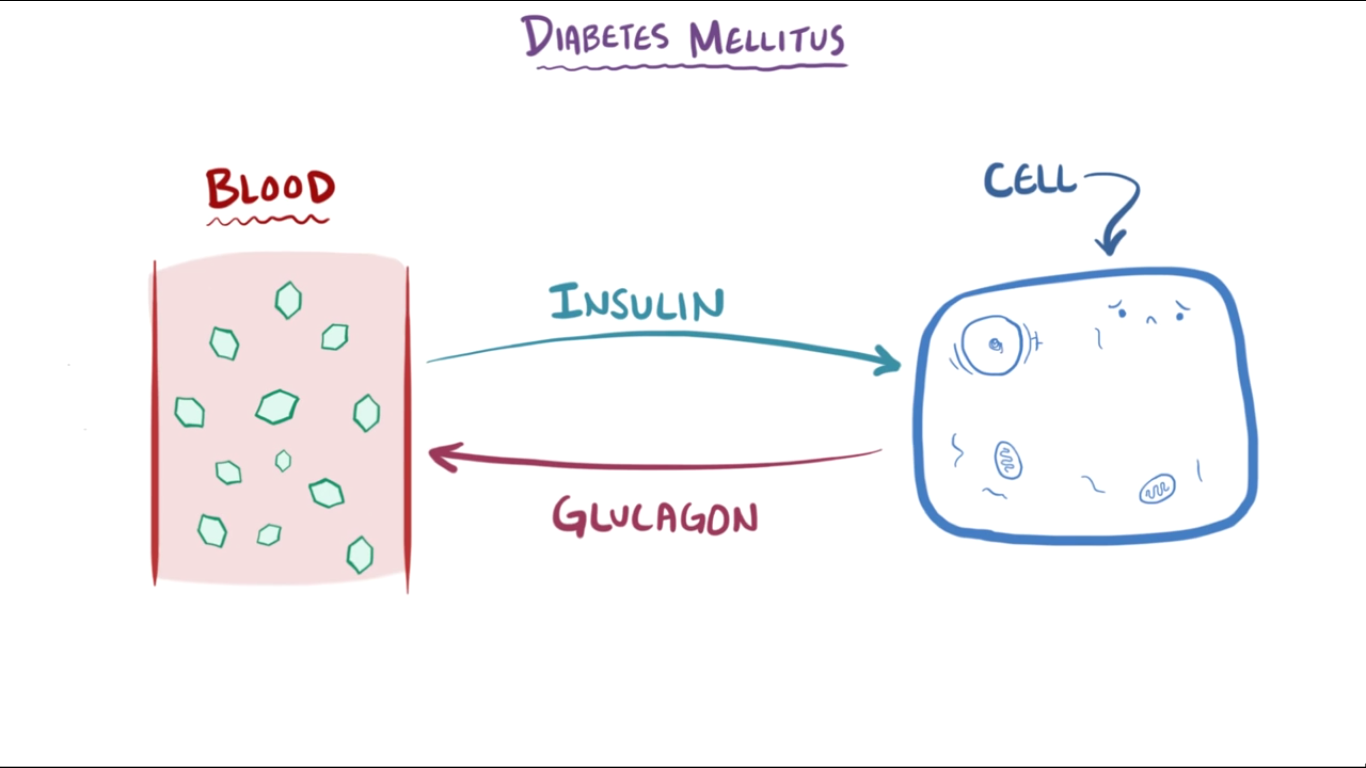 DIABETES MELLITUS
BLOOD
CELL
INSULIN
GLUCAGON